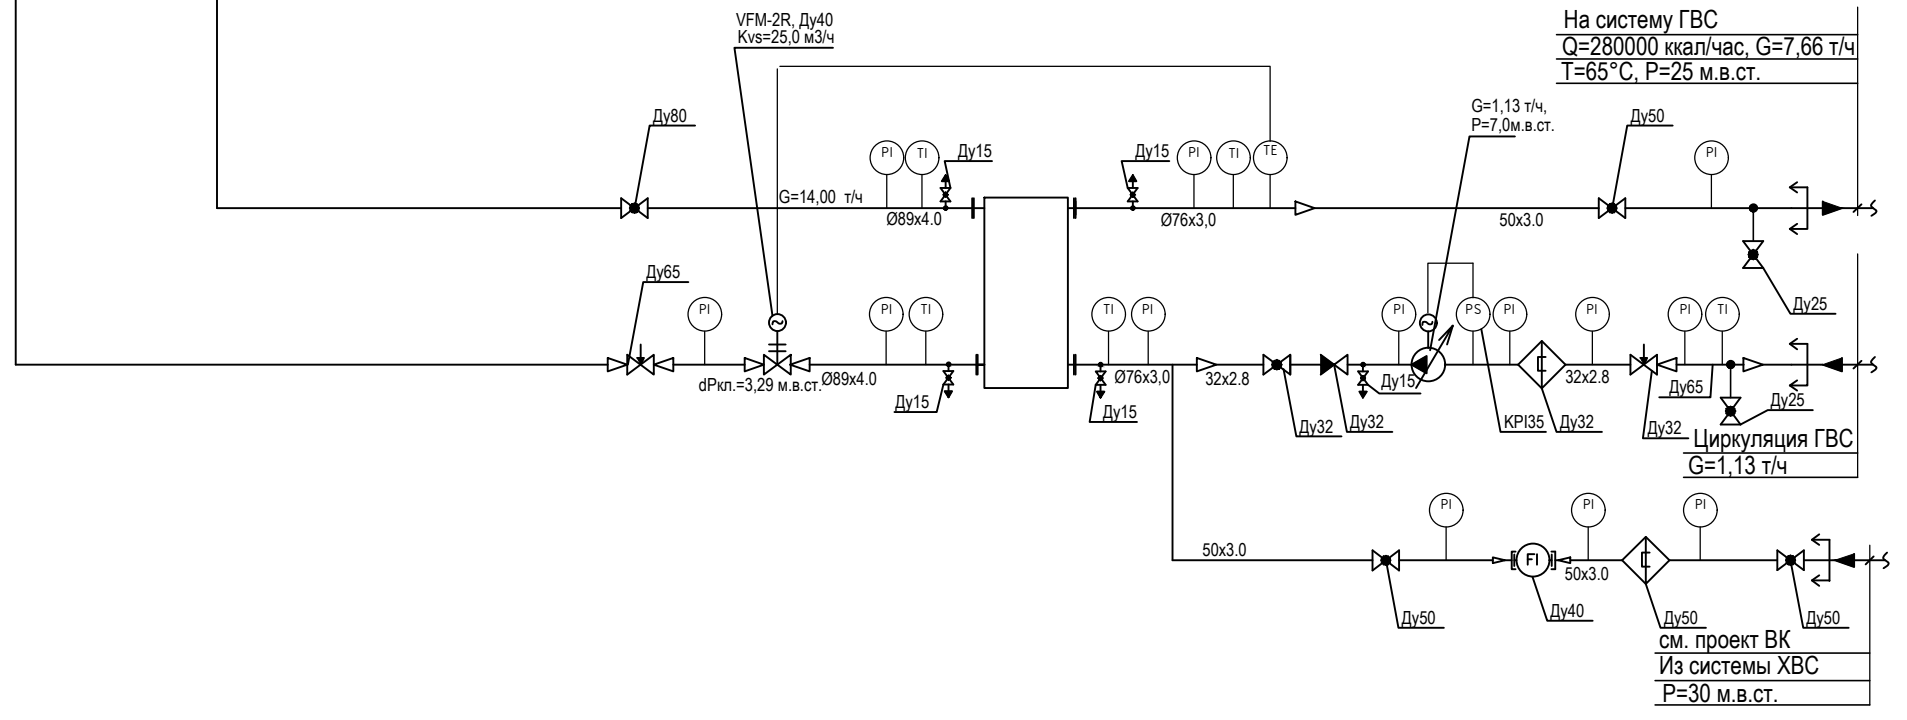 VFM-2R, Ду40
Kvs=25,0 м3/ч
На систему ГВС
Q=280000 ккал/час, G=7,66 т/ч
T=65°C, P=25 м.в.ст.
G=1,13 т/ч,
P=7,0м.в.ст.
Ду80
Ду50
PI
TI
Ду15
Ду15
PI
TI
TE
PI
G=14,00 т/ч
Ø89x4.0
Ø76x3,0
50x3.0
Ду65
Ду25
PI
PI
TI
TI
PI
PI
PS
PI
PI
PI
TI
dPкл.=3,29 м.в.ст.
Ø89x4.0
Ø76x3,0
32x2.8
Ду15
32x2.8
Ду65
Ду15
Ду15
Ду25
Ду32
Ду32
KPI35
Ду32
Ду32
Циркуляция ГВС
G=1,13 т/ч
PI
PI
PI
50x3.0
FI
50x3.0
Ду50
Ду40
Ду50
Ду50
см. проект ВК
Из системы ХВС
P=30 м.в.ст.